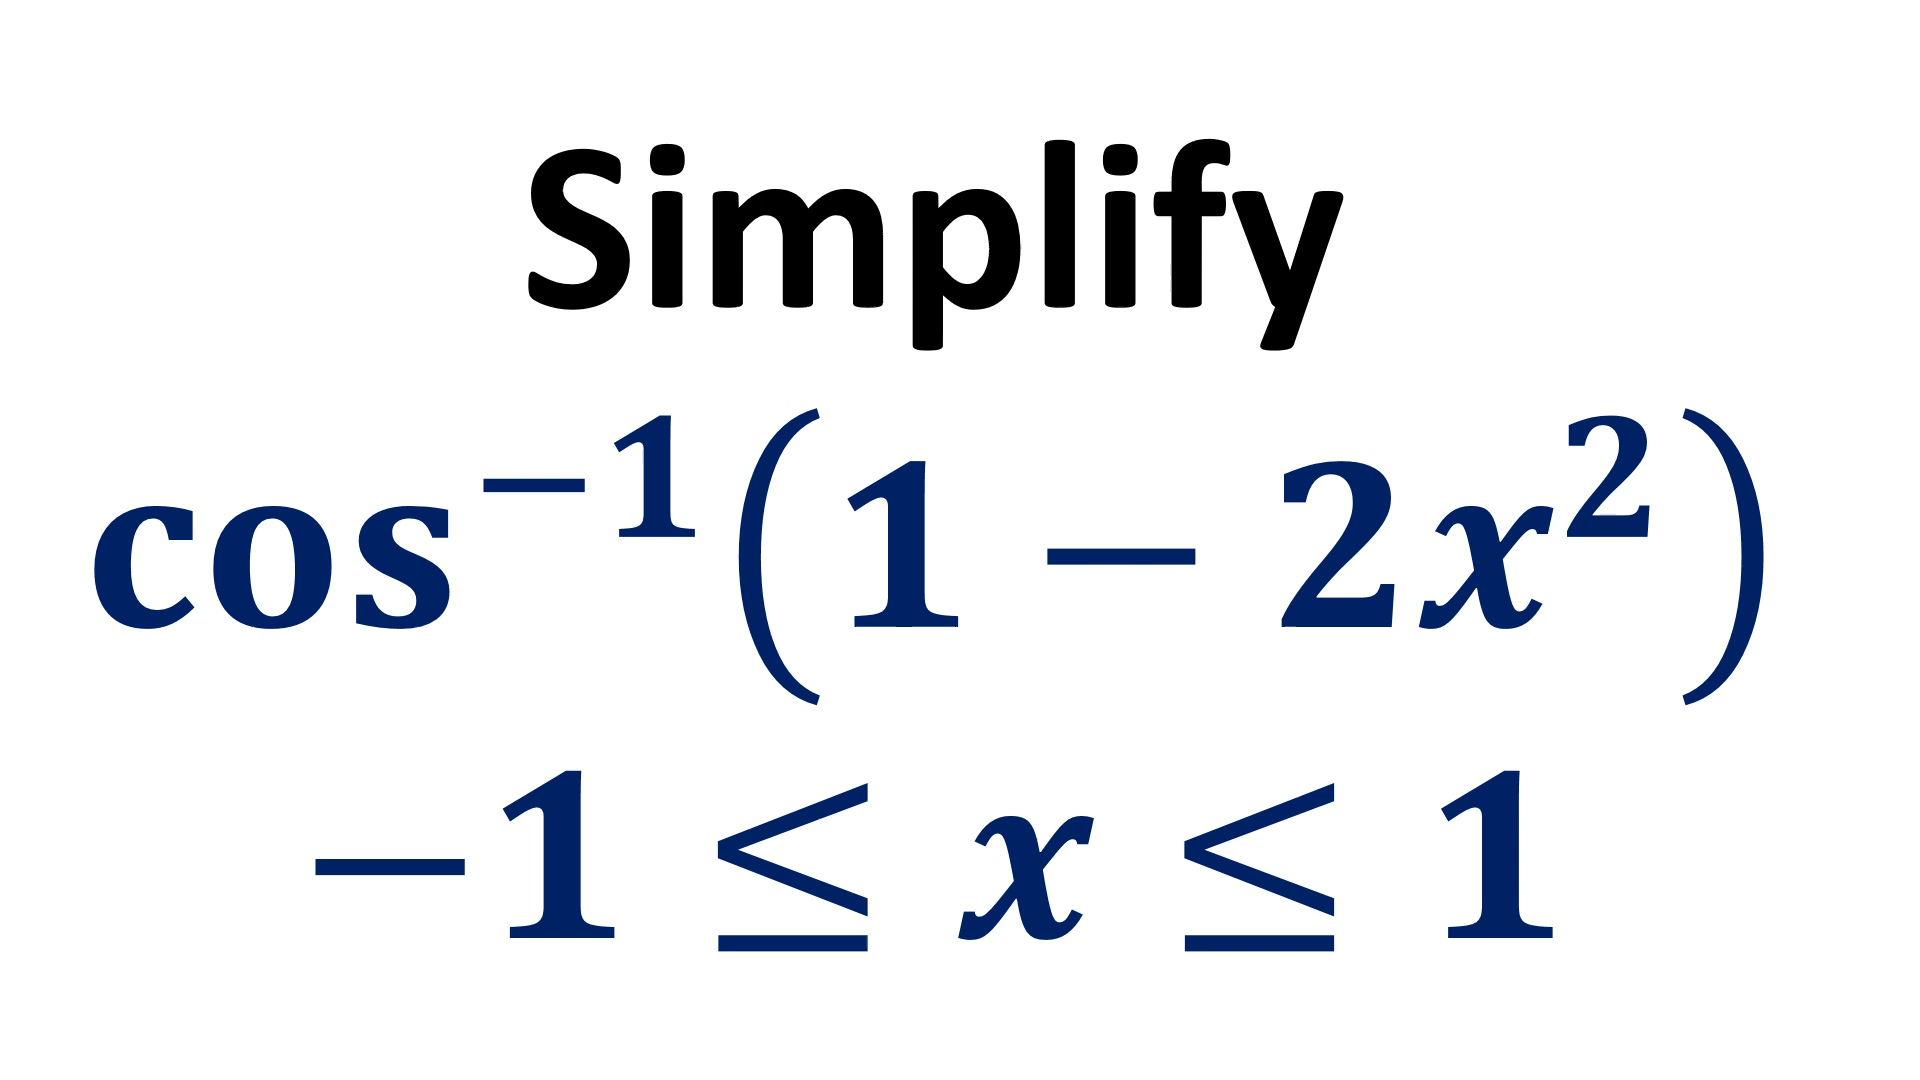 Simplify
cos⁻¹(1 − 2x²)
−1 ≤ x ≤ 1